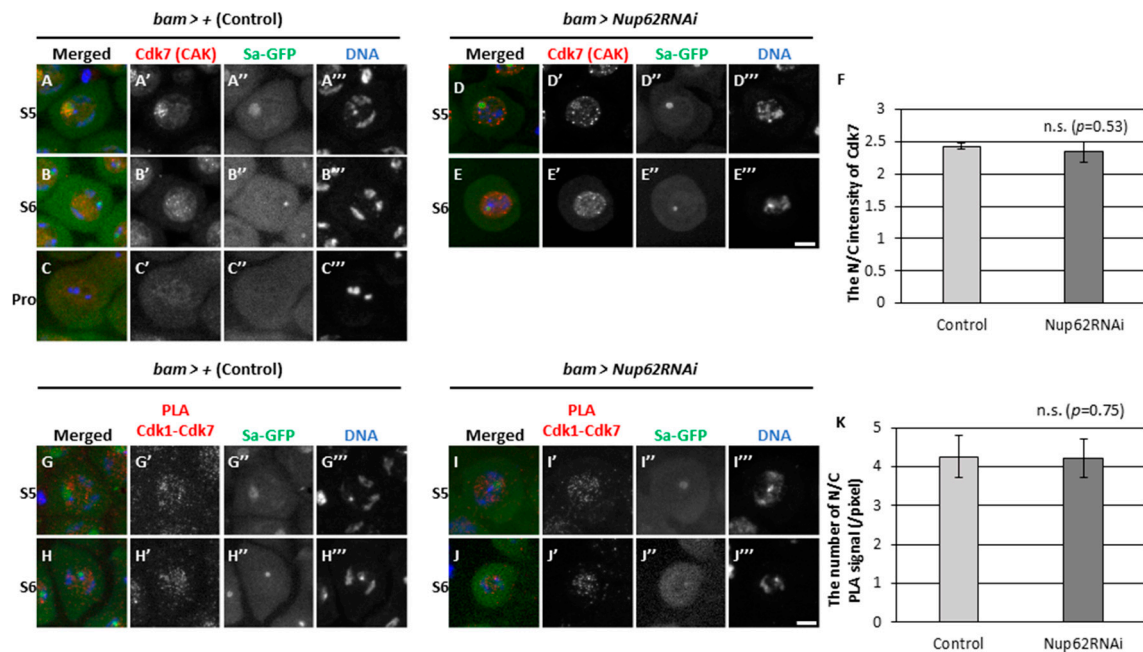 bam > + (Control)
bam > Nup62RNAi
Merged Cdk7 (CAK) Sa-GFP DNA
Merged Cdk7 (CAK) Sa-GFP DNA
S5 A A' A'' A'''
S5 D D' D'' D'''
S6 B B' B'' B'''
S6 E E' E'' E'''
Pro C C' C'' C'''
F
n.s. (p=0.53)
The N/C intensity of Cdk7
3
2.5
2
1.5
1
0.5
0
Control Nup62RNAi
bam > + (Control)
bam > Nup62RNAi
PLA
Merged Cdk1-Cdk7 Sa-GFP DNA
PLA
Merged Cdk1-Cdk7 Sa-GFP DNA
S5 G G' G'' G'''
S5 I I' I'' I'''
S6 H H' H'' H'''
S6 J J' J'' J'''
K
n.s. (p=0.75)
The number of N/C
PLA signal (/pixel)
5
4
3
2
1
0
Control Nup62RNAi